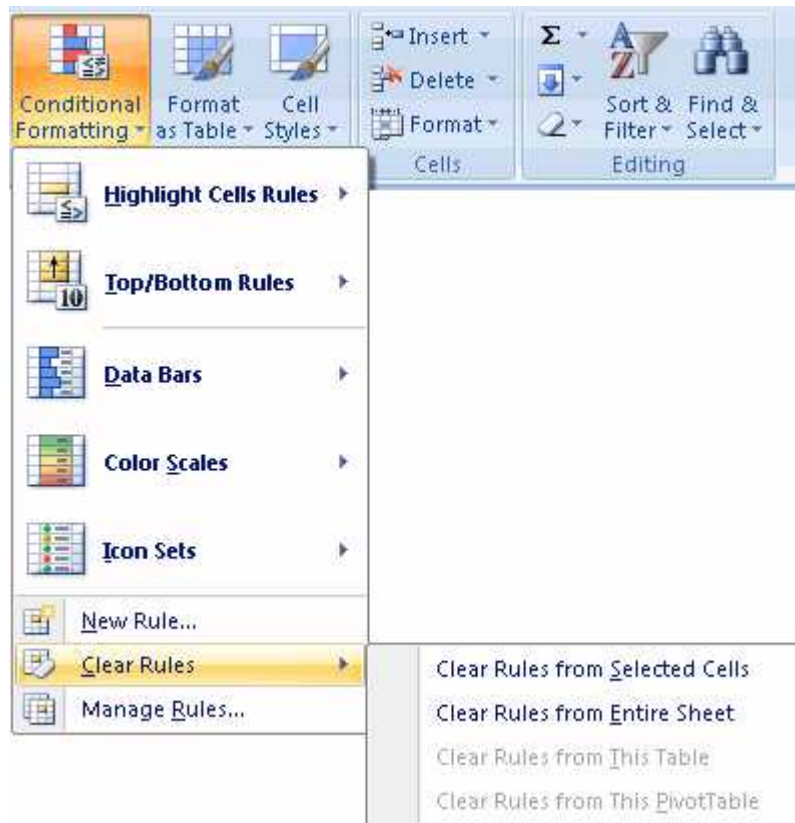 Conditional Formatting
Format as Table
Cell Styles
Insert
Delete
Format
Cells
Σ
A
Z
Sort & Filter
Find & Select
Editing
Highlight Cells Rules
10
Top/Bottom Rules
Data Bars
Color Scales
Icon Sets
New Rule...
Clear Rules
Manage Rules...
Clear Rules from Selected Cells
Clear Rules from Entire Sheet
Clear Rules from This Table
Clear Rules from This PivotTable